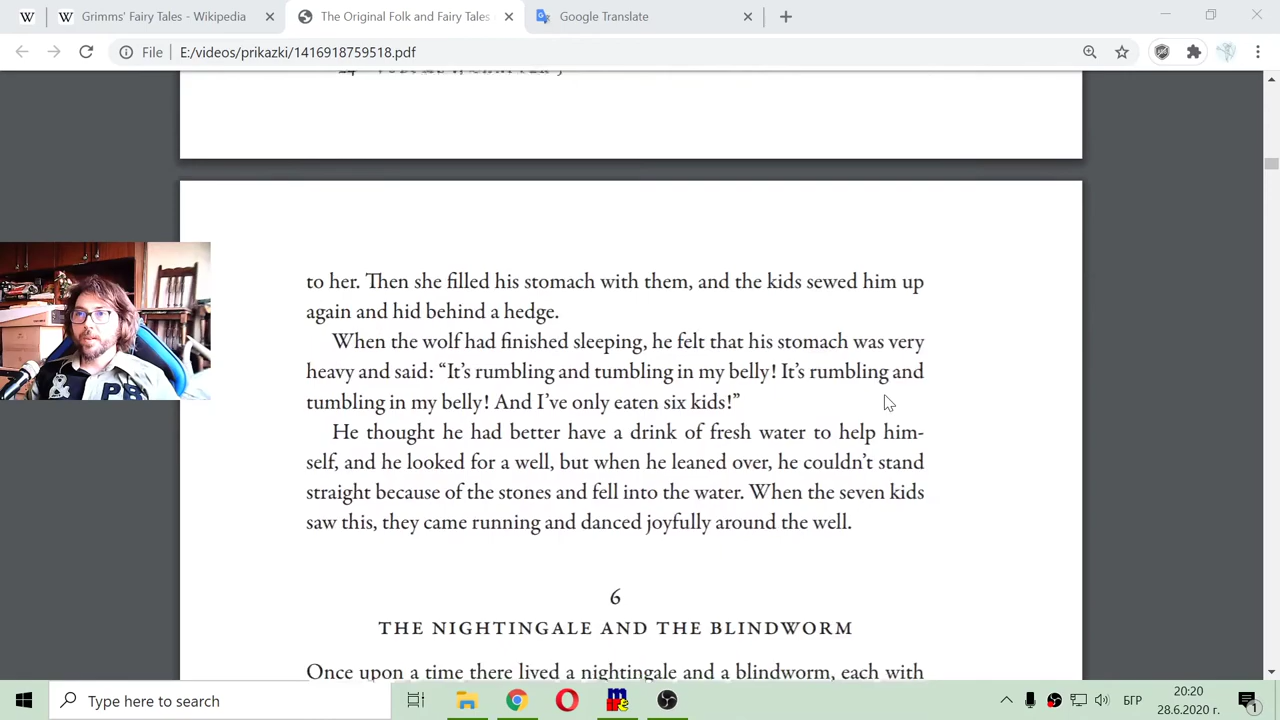 Grimms' Fairy Tales - Wikipedia
The Original Folk and Fairy Tales
Google Translate
File E:/videos/prikazki/1416918759518.pdf
to her. Then she filled his stomach with them, and the kids sewed him up
again and hid behind a hedge.
When the wolf had finished sleeping, he felt that his stomach was very
heavy and said: “It’s rumbling and tumbling in my belly! It’s rumbling and
tumbling in my belly! And I’ve only eaten six kids!”
He thought he had better have a drink of fresh water to help him-
self, and he looked for a well, but when he leaned over, he couldn’t stand
straight because of the stones and fell into the water. When the seven kids
saw this, they came running and danced joyfully around the well.
6
THE NIGHTINGALE AND THE BLINDWORM
Once upon a time there lived a nightingale and a blindworm, each with
Type here to search
БГР
20:20
28.6.2020 г.